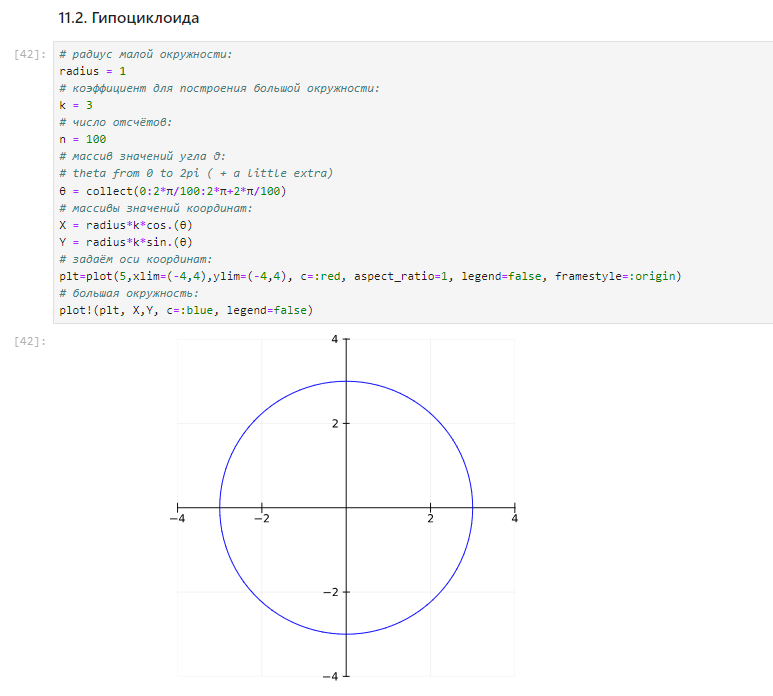 11.2. Гипоциклоида
[42]: # радиус малой окружности:
radius = 1
# коэффициент для построения большой окружности:
k = 3
# число отсчётов:
n = 100
# массив значений угла θ:
# theta from 0 to 2pi ( + a little extra)
θ = collect(0:2*π/100:2*π+2*π/100)
# массивы значений координат:
X = radius*k*cos.(θ)
Y = radius*k*sin.(θ)
# задаём оси координат:
plt=plot(5,xlim=(-4,4),ylim=(-4,4), c=:red, aspect_ratio=1, legend=false, framestyle=:origin)
# большая окружность:
plot!(plt, X,Y, c=:blue, legend=false)
[42]:
4
2
−4 −2 2 4
−2
−4